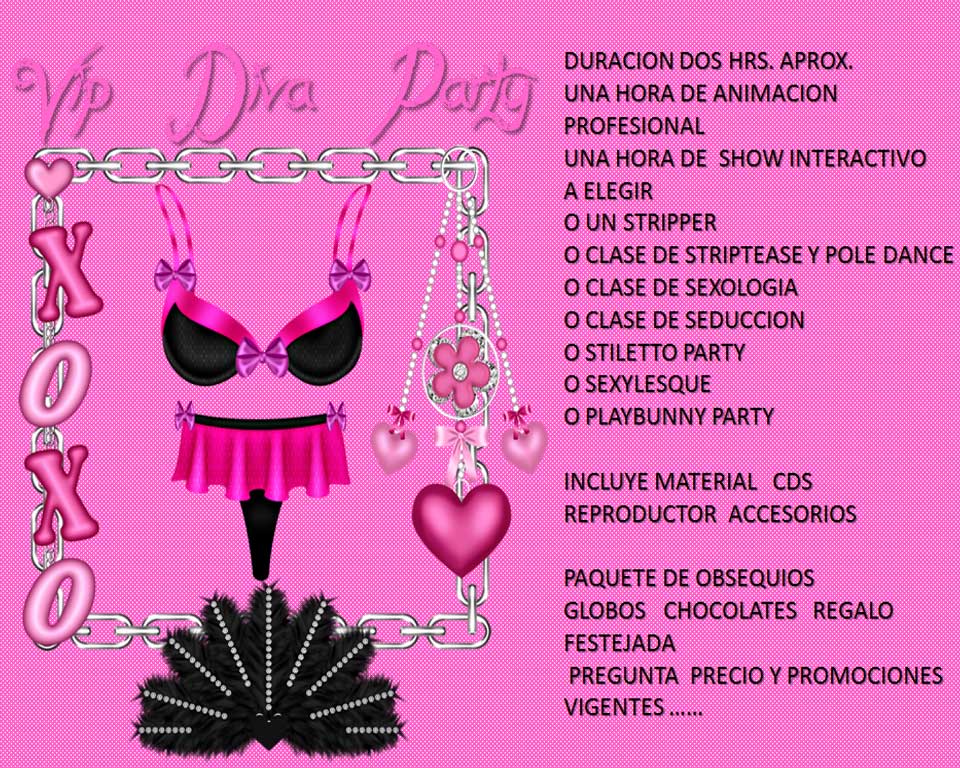 Vip Diva Party
XOXO
DURACION DOS HRS. APROX.
UNA HORA DE ANIMACION
PROFESIONAL
UNA HORA DE SHOW INTERACTIVO
A ELEGIR
O UN STRIPPER
O CLASE DE STRIPTEASE Y POLE DANCE
O CLASE DE SEXOLOGIA
O CLASE DE SEDUCCION
O STILETTO PARTY
O SEXYLESQUE
O PLAYBUNNY PARTY
INCLUYE MATERIAL CDS
REPRODUCTOR ACCESORIOS
PAQUETE DE OBSEQUIOS
GLOBOS CHOCOLATES REGALO
FESTEJADA
PREGUNTA PRECIO Y PROMOCIONES
VIGENTES ......